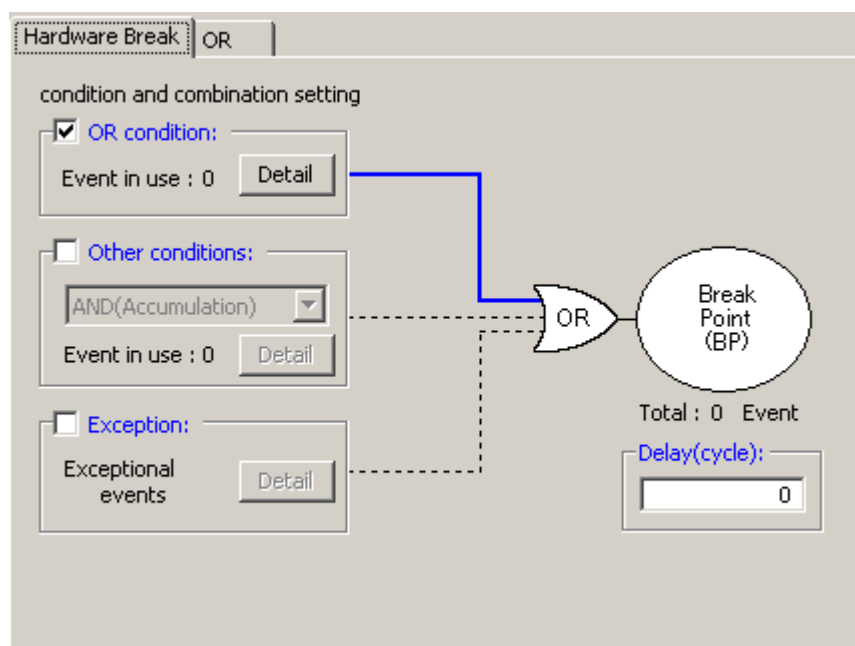 Hardware Break OR
condition and combination setting
OR condition:
Event in use : 0 Detail
Other conditions:
AND(Accumulation)
Event in use : 0 Detail
Exception:
Exceptional
events
Detail
OR
Break
Point
(BP)
Total : 0 Event
Delay(cycle):
0